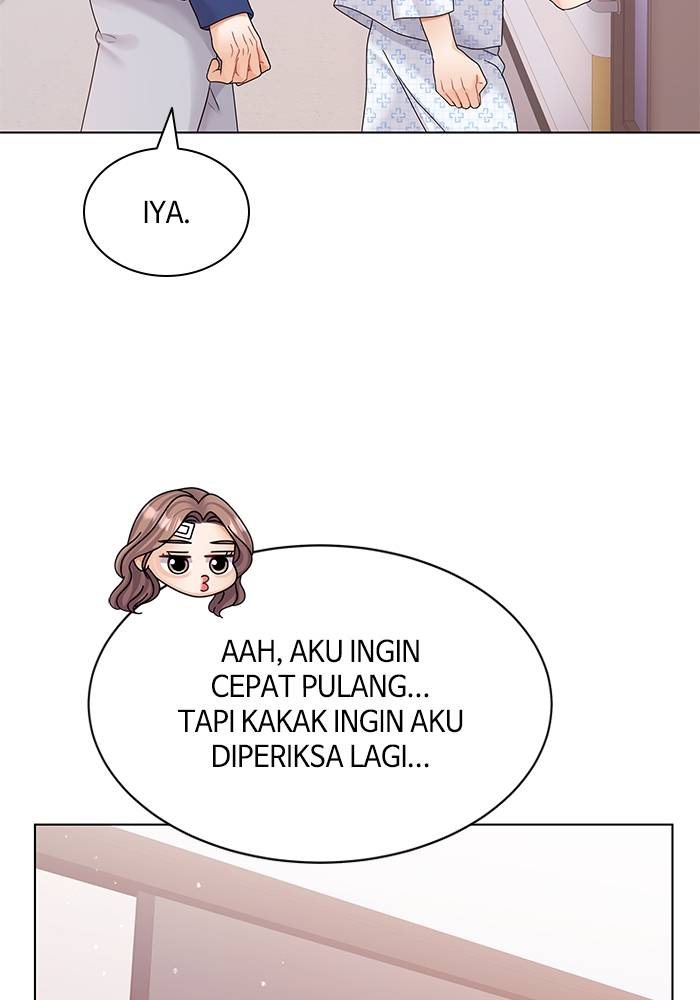 IYA.
AAH, AKU INGIN
CEPAT PULANG...
TAPI KAKAK INGIN AKU
DIPERIKSA LAGI...